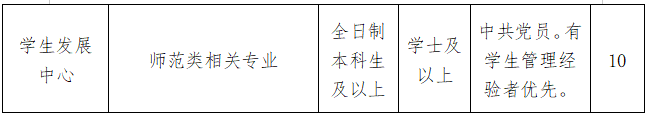 学生发展
中心
师范类相关专业
全日制
本科生
及以上
学士及
以上
中共党员。有
学生管理经
验者优先。
10